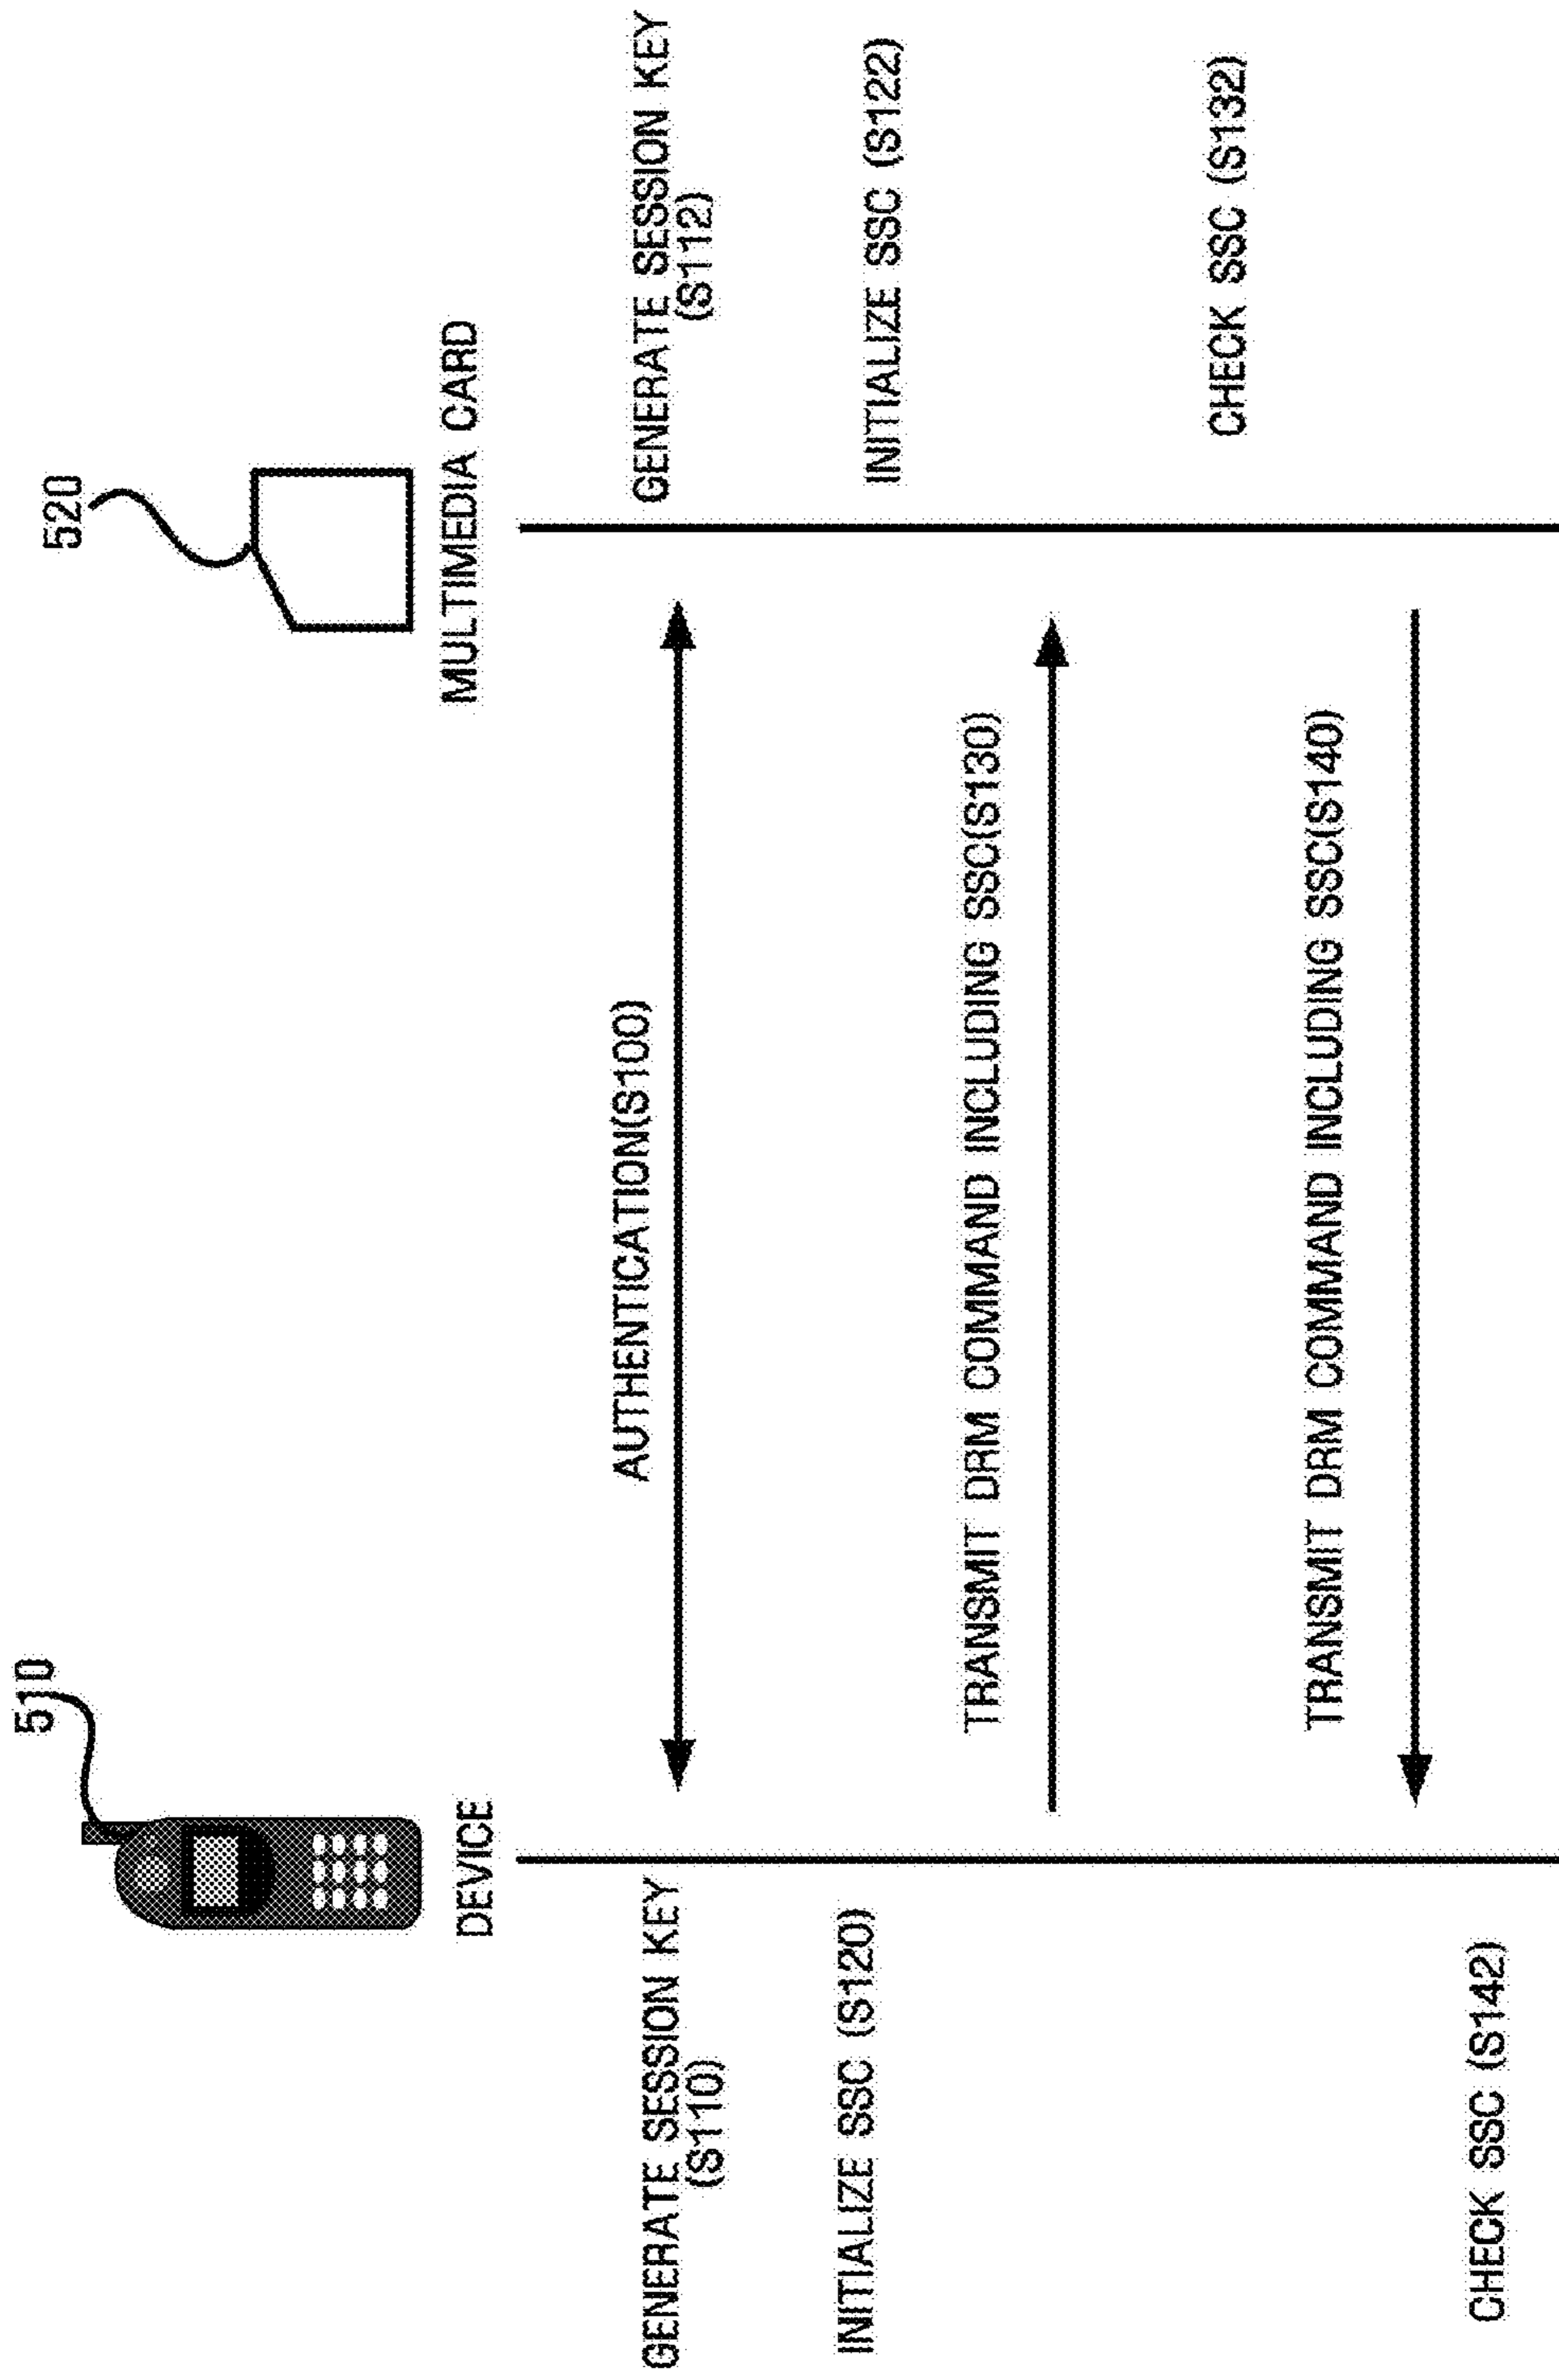 510
520
DEVICE
MULTIMEDIA CARD
GENERATE SESSION KEY
(S110)
AUTHENTICATION(S100)
GENERATE SESSION KEY
(S112)
INITIALIZE SSC (S120)
INITIALIZE SSC (S122)
TRANSMIT DRM COMMAND INCLUDING SSC(S130)
CHECK SSC (S132)
TRANSMIT DRM COMMAND INCLUDING SSC(S140)
CHECK SSC (S142)